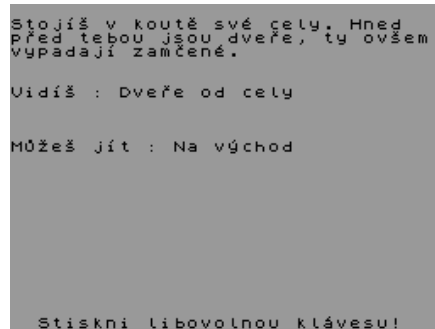 Stojíš v koutě své cely. Hned
před tebou jsou dveře, ty ovšem
vypadají zamčené.
Vidíš : Dveře od cely
Můžeš jít : Na východ
Stiskni libovolnou klávesu!